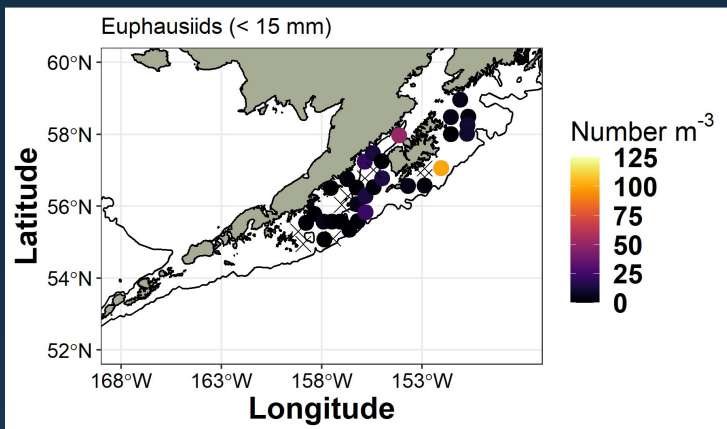 Euphausiids (< 15 mm)
60°N
58°N
56°N
54°N
52°N
Latitude
168°W 163°W 158°W 153°W
Longitude
Number m⁻³
125
100
75
50
25
0